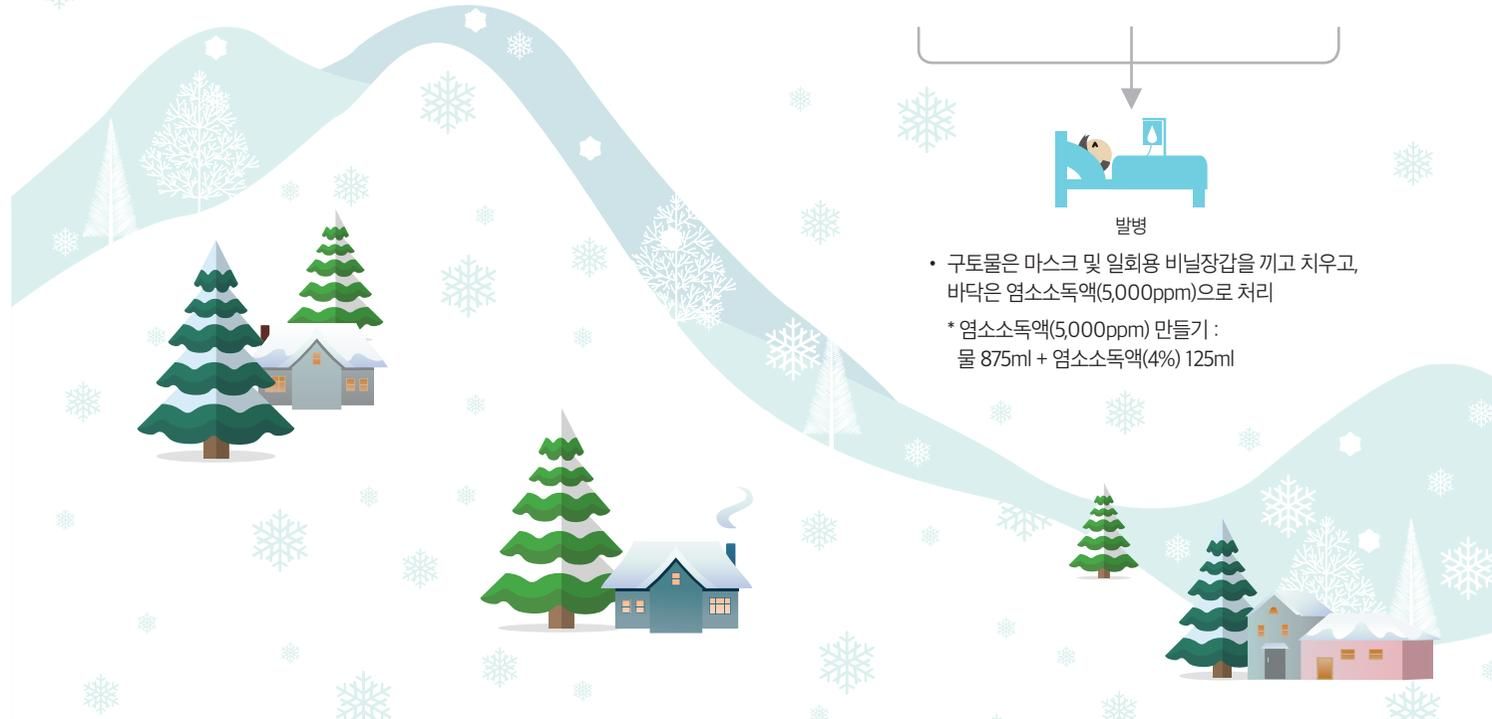 발병
• 구토물은 마스크 및 일회용 비닐장갑을 끼고 치우고,
바닥은 염소소독액(5,000ppm)으로 처리
* 염소소독액(5,000ppm) 만들기 :
물 875ml + 염소소독액(4%) 125ml